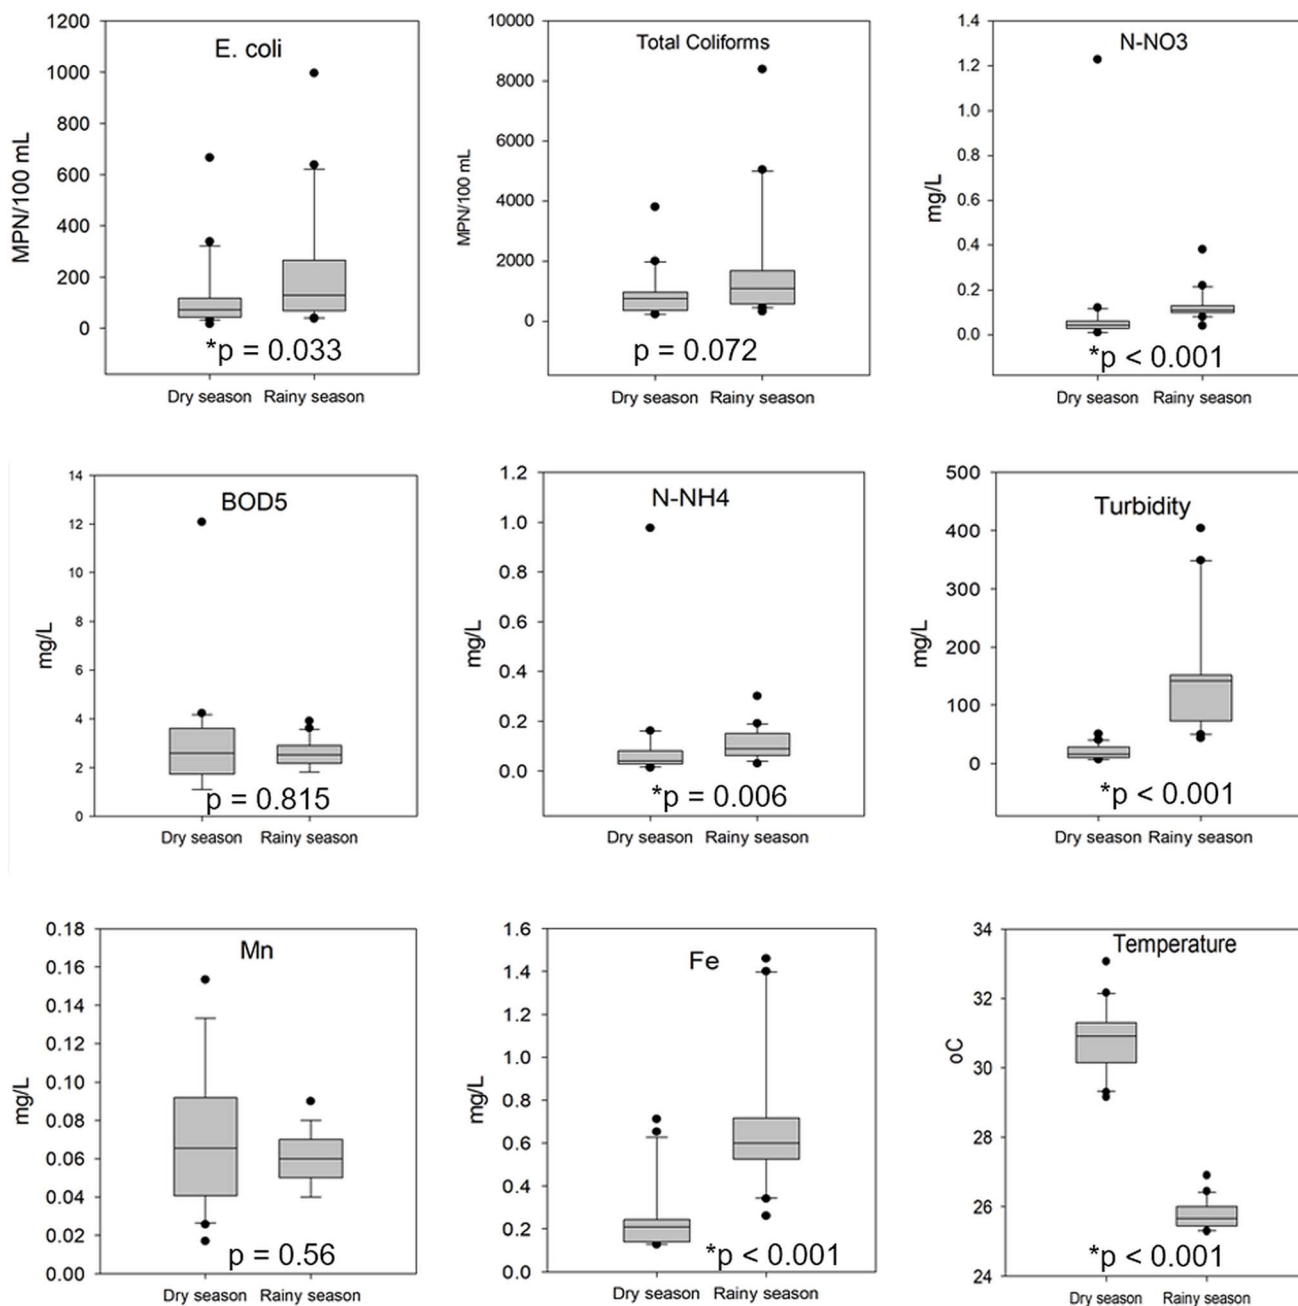 E. coli
MPN/100 mL
1200
1000
800
600
400
200
0
*p = 0.033
Dry season Rainy season
Total Coliforms
MPN/100 mL
10000
8000
6000
4000
2000
0
p = 0.072
Dry season Rainy season
N-NO3
mg/L
1.4
1.2
1.0
0.8
0.6
0.4
0.2
0.0
*p < 0.001
Dry season Rainy season
BOD5
mg/L
14
12
10
8
6
4
2
0
p = 0.815
Dry season Rainy season
N-NH4
mg/L
1.2
1.0
0.8
0.6
0.4
0.2
0.0
*p = 0.006
Dry season Rainy season
Turbidity
mg/L
500
400
300
200
100
0
*p < 0.001
Dry season Rainy season
Mn
mg/L
0.18
0.16
0.14
0.12
0.10
0.08
0.06
0.04
0.02
0.00
p = 0.56
Dry season Rainy season
Fe
mg/L
1.6
1.4
1.2
1.0
0.8
0.6
0.4
0.2
0.0
*p < 0.001
Dry season Rainy season
Temperature
oC
34
32
30
28
26
24
*p < 0.001
Dry season Rainy season